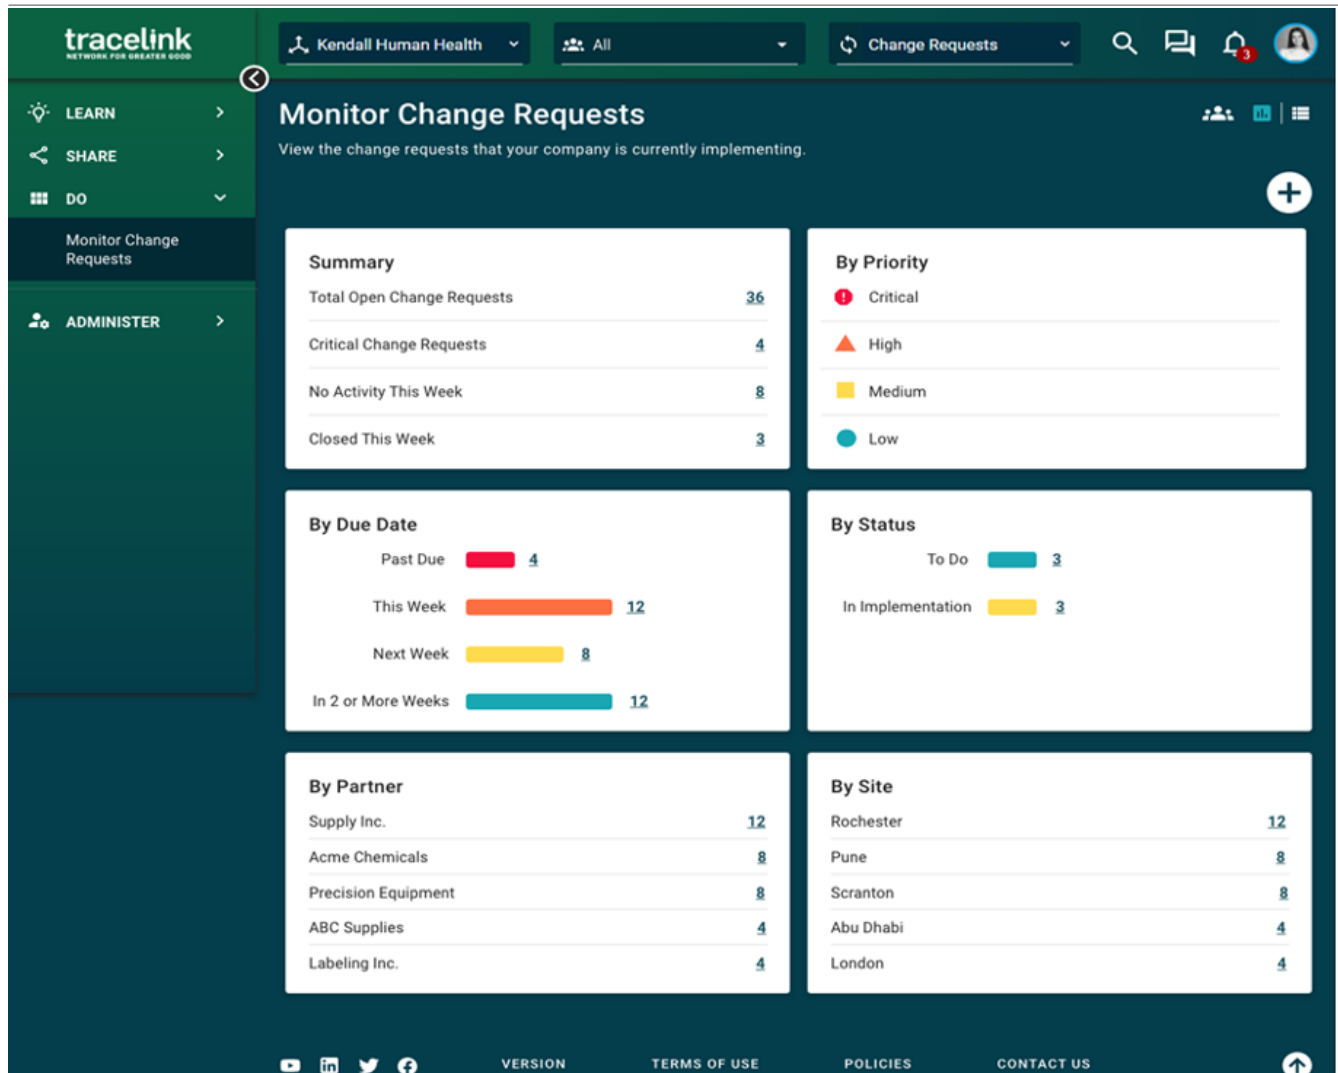 tracelink
NETWORK FOR GREATER GOOD
Kendall Human Health
All
Change Requests
3
LEARN
SHARE
DO
Monitor Change
Requests
ADMINISTER
Monitor Change Requests
View the change requests that your company is currently implementing.
Summary
Total Open Change Requests 36
Critical Change Requests 4
No Activity This Week 8
Closed This Week 3
By Priority
Critical
High
Medium
Low
By Due Date
Past Due 4
This Week 12
Next Week 8
In 2 or More Weeks 12
By Status
To Do 3
In Implementation 3
By Partner
Supply Inc. 12
Acme Chemicals 8
Precision Equipment 8
ABC Supplies 4
Labeling Inc. 4
By Site
Rochester 12
Pune 8
Scranton 8
Abu Dhabi 4
London 4
VERSION TERMS OF USE POLICIES CONTACT US